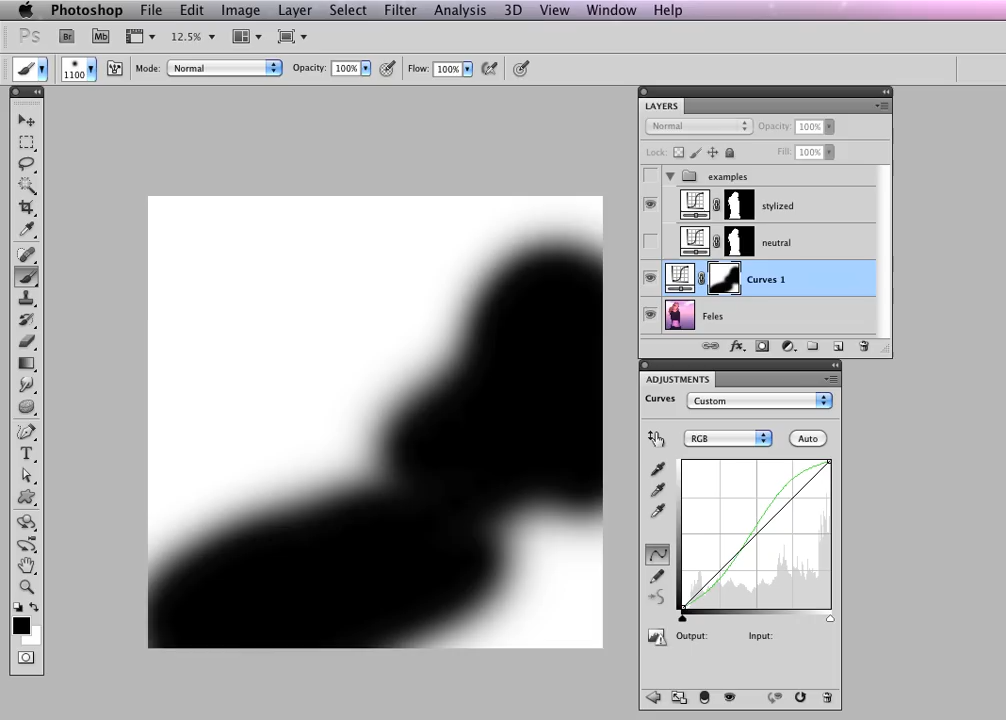 Photoshop File Edit Image Layer Select Filter Analysis 3D View Window Help
Ps Br Mb 12.5%
1100 Mode: Normal Opacity: 100% Flow: 100%
LAYERS
Normal Opacity: 100%
Lock: Fill: 100%
examples
stylized
neutral
Curves 1
Feles
fx
ADJUSTMENTS
Curves Custom
RGB Auto
T
Output: Input: